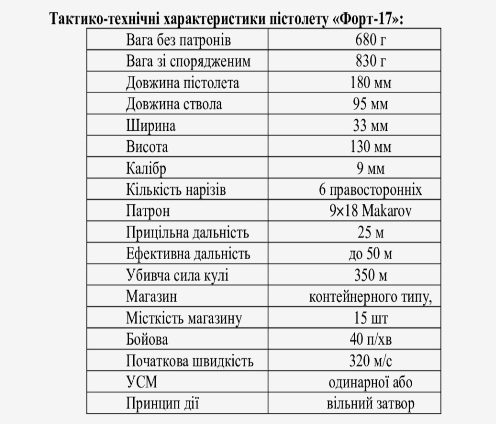 Тактико-технічні характеристики пістолету «Форт-17»:
Вага без патронів 680 г
Вага зі спорядженим 830 г
Довжина пістолета 180 мм
Довжина ствола 95 мм
Ширина 33 мм
Висота 130 мм
Калібр 9 мм
Кількість нарізів 6 правосторонніх
Патрон 9×18 Makarov
Прицільна дальність 25 м
Ефективна дальність до 50 м
Убивча сила кулі 350 м
Магазин контейнерного типу,
Місткість магазину 15 шт
Бойова 40 п/хв
Початкова швидкість 320 м/с
УСМ одинарної або
Принцип дії вільний затвор